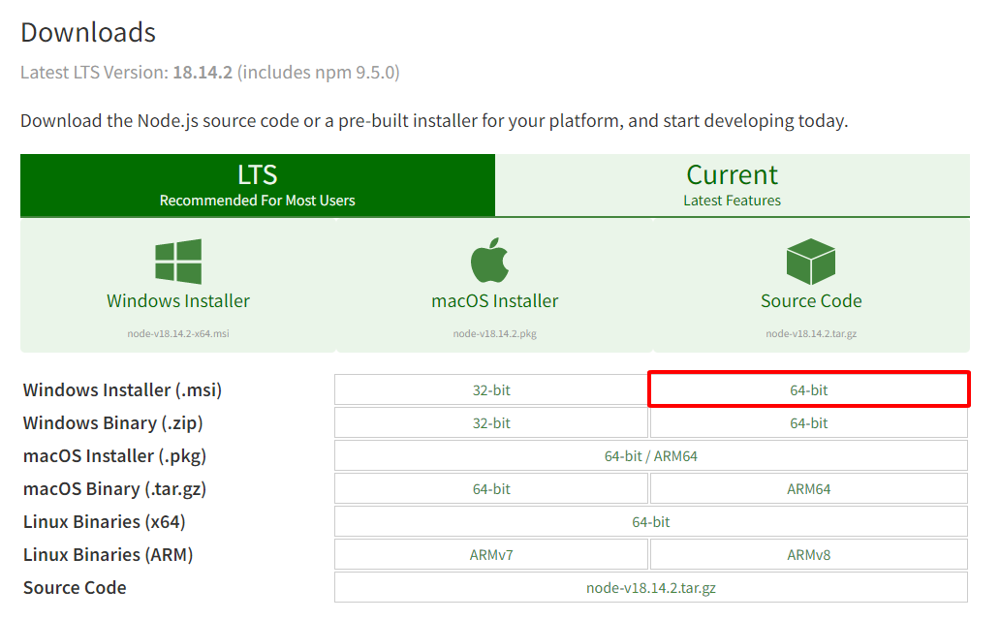 Downloads
Latest LTS Version: 18.14.2 (includes npm 9.5.0)
Download the Node.js source code or a pre-built installer for your platform, and start developing today.
LTS
Recommended For Most Users
Current
Latest Features
Windows Installer
node-v18.14.2-x64.msi
macOS Installer
node-v18.14.2.pkg
Source Code
node-v18.14.2.tar.gz
Windows Installer (.msi) 32-bit 64-bit
Windows Binary (.zip) 32-bit 64-bit
macOS Installer (.pkg) 64-bit / ARM64
macOS Binary (.tar.gz) 64-bit ARM64
Linux Binaries (x64) 64-bit
Linux Binaries (ARM) ARMv7 ARMv8
Source Code node-v18.14.2.tar.gz